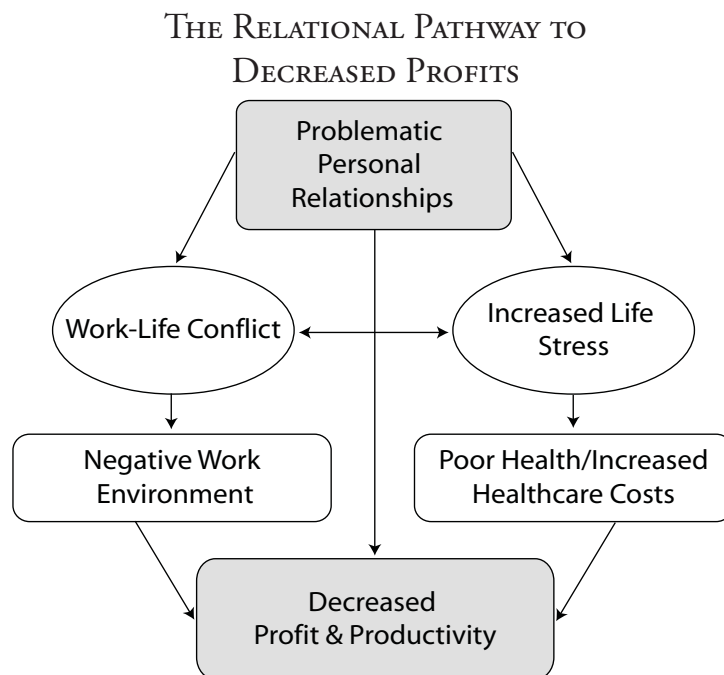 The Relational Pathway to
Decreased Profits
Problematic
Personal
Relationships
Work-Life Conflict
Increased Life
Stress
Negative Work
Environment
Poor Health/Increased
Healthcare Costs
Decreased
Profit & Productivity